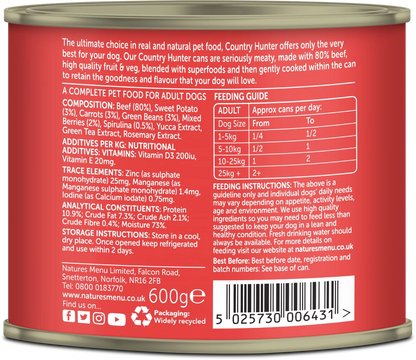 The ultimate choice in real and natural pet food, Country Hunter offers only the very
best for your dog. Our Country Hunter cans are seriously meaty, made with 80% beef,
high quality fruit & veg, blended with superfoods and then gently cooked within the can
to retain the goodness and flavour that your dog will love.
A COMPLETE PET FOOD FOR ADULT DOGS
COMPOSITION: Beef (80%), Sweet Potato
(3%), Carrots (3%), Green Beans (3%), Mixed
Berries (2%), Spirulina (0.5%), Yucca Extract,
Green Tea Extract, Rosemary Extract.
ADDITIVES PER KG: NUTRITIONAL
ADDITIVES: VITAMINS: Vitamin D3 200iu,
Vitamin E 20mg.
TRACE ELEMENTS: Zinc (as sulphate
monohydrate) 25mg, Manganese (as
Manganese sulphate monohydrate) 1.4mg,
Iodine (as Calcium iodate) 0.75mg.
ANALYTICAL CONSTITUENTS: Protein
10.9%; Crude Fat 7.3%; Crude Ash 2.1%;
Crude Fibre 0.4%; Moisture 73%.
STORAGE INSTRUCTIONS: Store in a cool,
dry place. Once opened keep refrigerated
and use within 2 days.
Natures Menu Limited, Falcon Road,
Snetterton, Norfolk, NR16 2FB
Tel: 0800 0183770
www.naturesmenu.co.uk
Find us on...
600g e
Packaging:
Widely recycled
FEEDING GUIDE
ADULT Approx cans per day:
Dog Size From To
1-5kg 1/4 1/2
5-10kg 1/2 1
10-25kg 1 2
25kg + 2+
FEEDING INSTRUCTIONS: The above is a
guideline only and individual dogs' daily needs
may vary depending on appetite, activity levels,
age and environment. We use high quality
ingredients so you may need to feed less than
suggested to keep your dog in a lean and
healthy condition. Fresh drinking water should
always be available. For more details on
feeding visit our website at
naturesmenu.co.uk
Best Before: Best before date, registration and
batch numbers: See base of can.
5 025730 006431 >